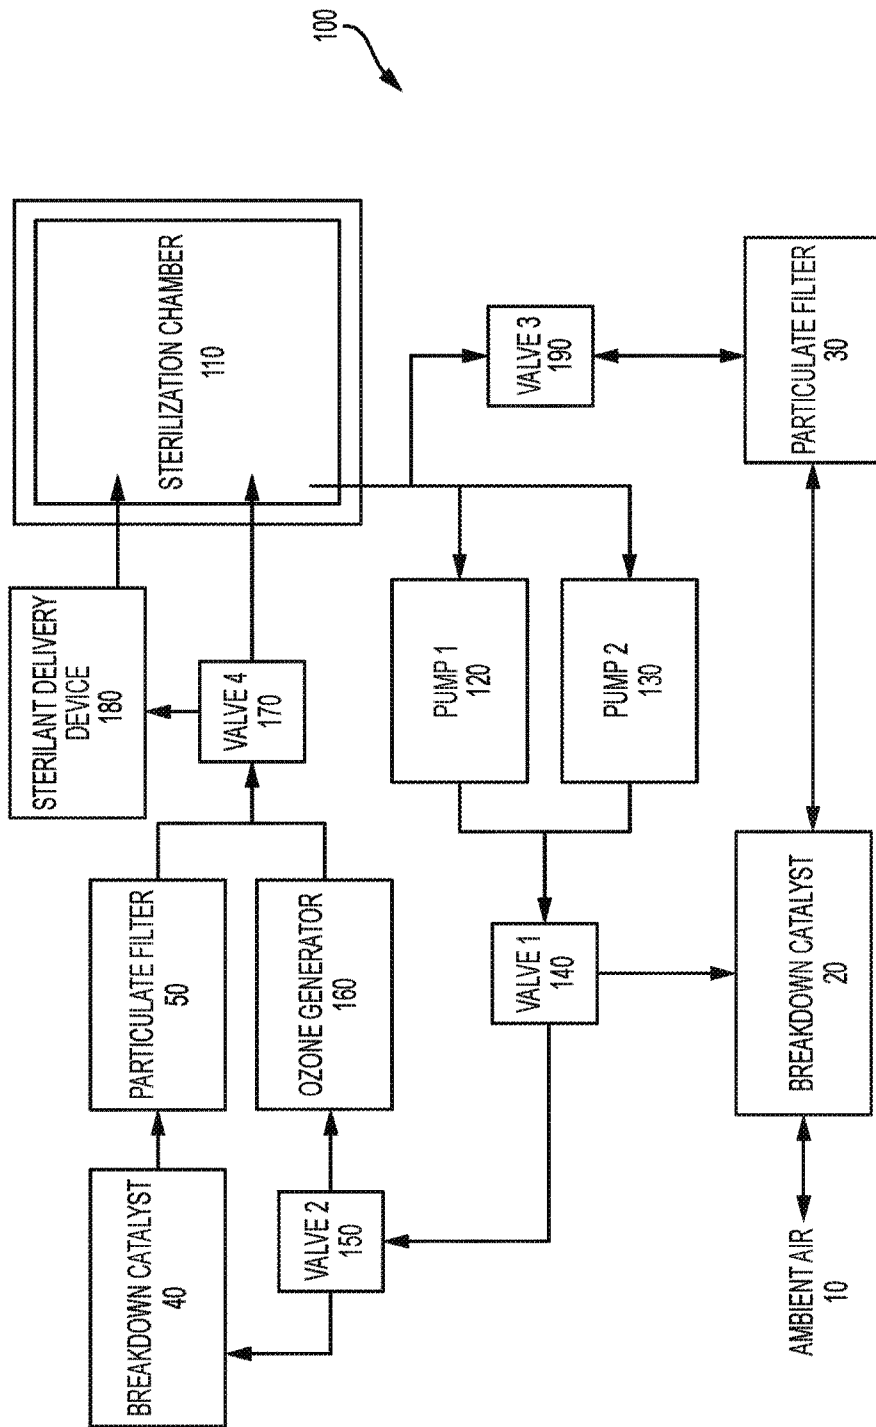 100
STERILIZATION CHAMBER
110
STERILANT DELIVERY
DEVICE
180
VALVE 4
170
PARTICULATE FILTER
50
OZONE GENERATOR
160
BREAKDOWN CATALYST
40
VALVE 2
150
PUMP 1
120
PUMP 2
130
VALVE 1
140
VALVE 3
190
PARTICULATE FILTER
30
BREAKDOWN CATALYST
20
AMBIENT AIR
10